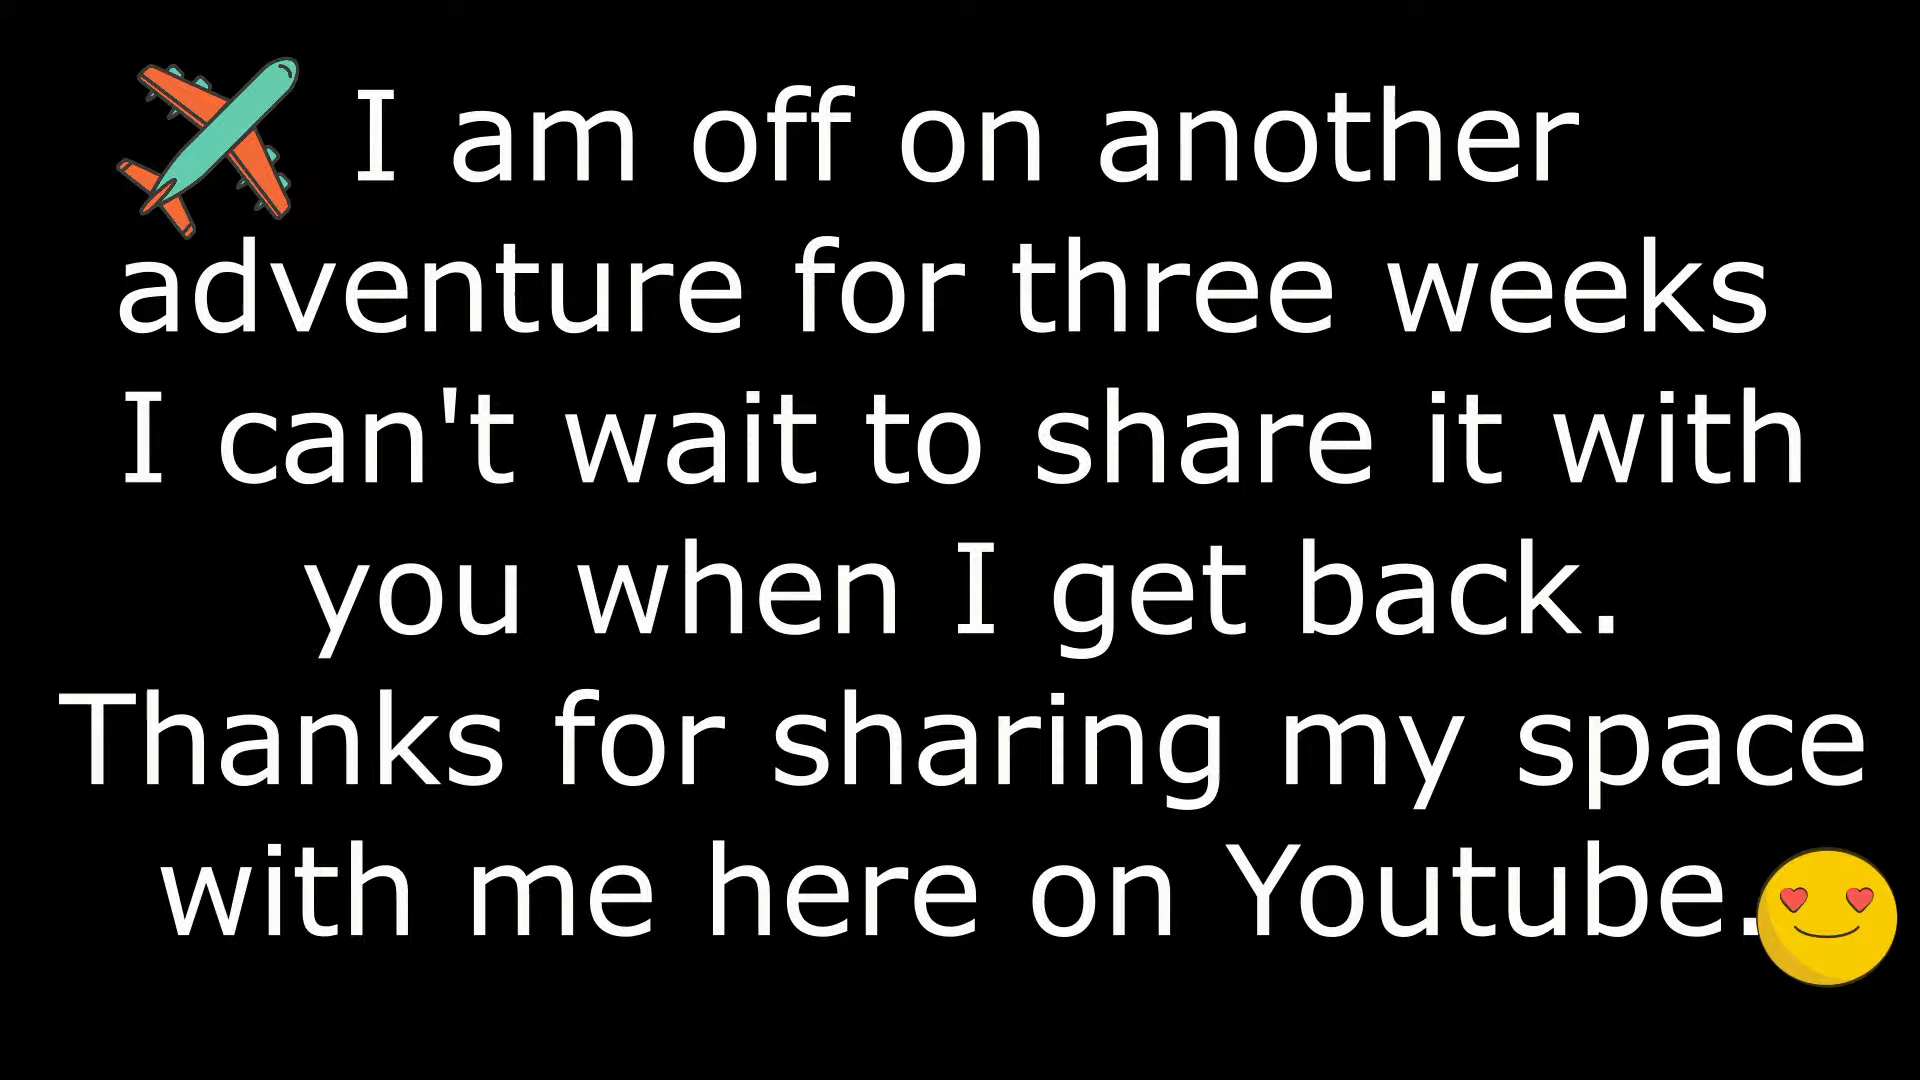 I am off on another
adventure for three weeks
I can't wait to share it with
you when I get back.
Thanks for sharing my space
with me here on Youtube.